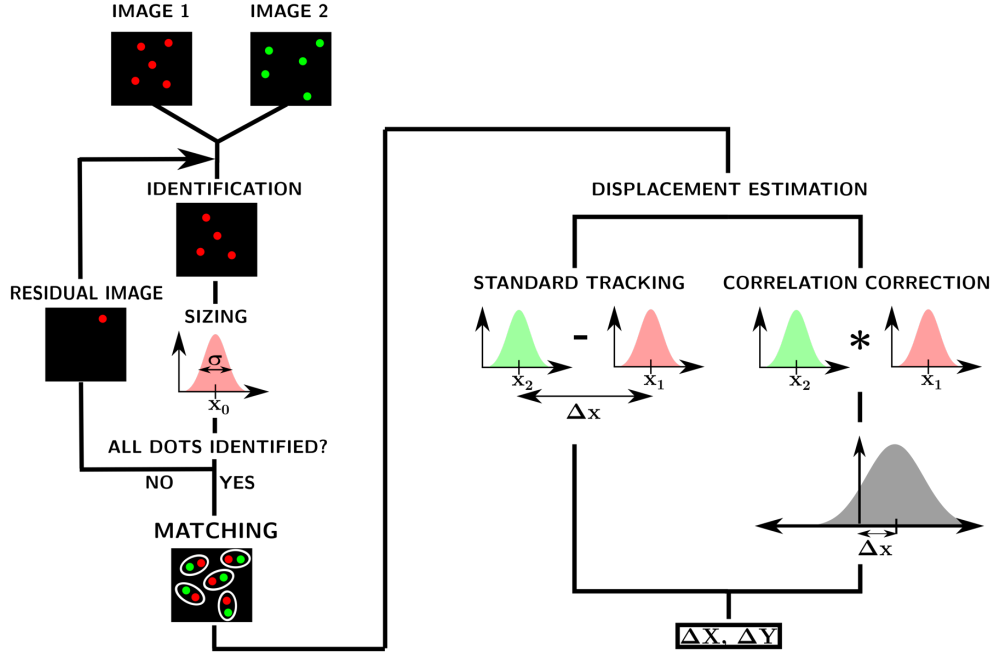 IMAGE 1
IMAGE 2
IDENTIFICATION
RESIDUAL IMAGE
SIZING
σ
x₀
ALL DOTS IDENTIFIED?
NO
YES
MATCHING
DISPLACEMENT ESTIMATION
STANDARD TRACKING
x₂
-
x₁
Δx
CORRELATION CORRECTION
x₂
*
x₁
Δx
ΔX, ΔY